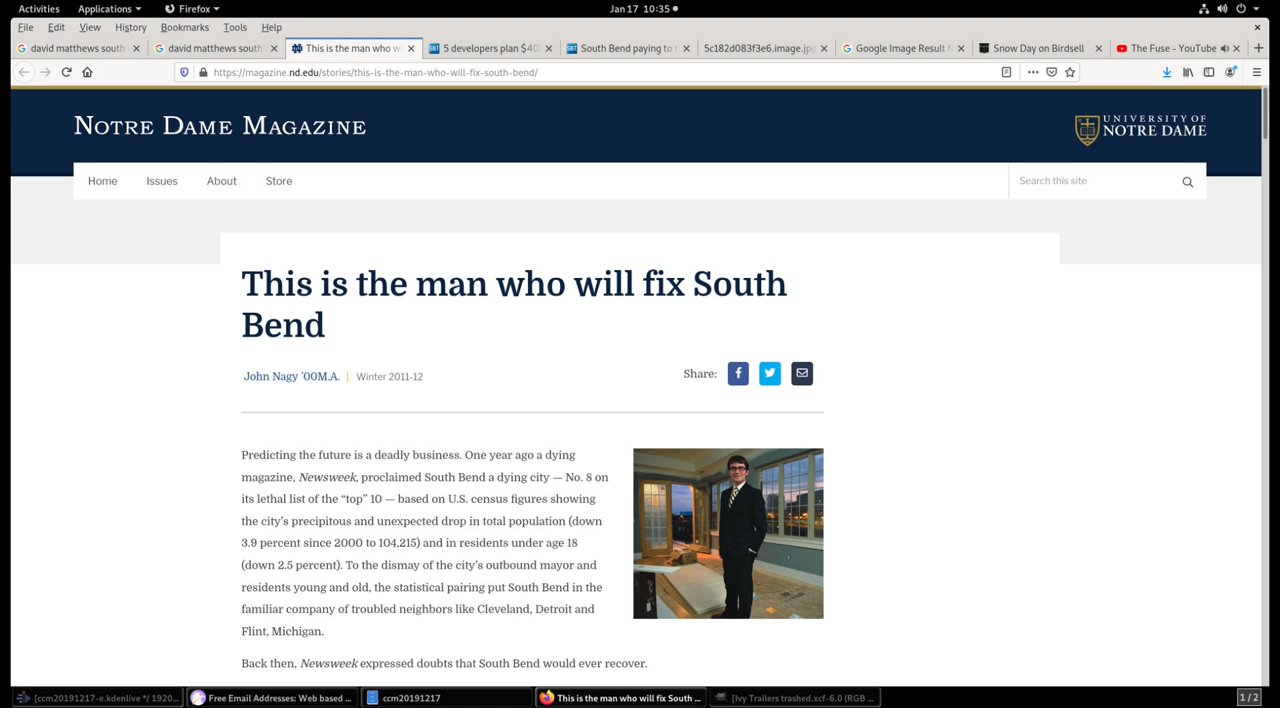 Activities Applications Firefox Jan 17 10:35
File Edit View History Bookmarks Tools Help
david matthews south david matthews south This is the man who w 5 developers plan $40 South Bend paying to 5c182d083f3e6.image.jp Google Image Result f Snow Day on Birdsell The Fuse - YouTube
https://magazine.nd.edu/stories/this-is-the-man-who-will-fix-south-bend/
NOTRE DAME MAGAZINE
UNIVERSITY OF
NOTRE DAME
Home Issues About Store Search this site
This is the man who will fix South
Bend
John Nagy '00M.A. | Winter 2011-12 Share:
Predicting the future is a deadly business. One year ago a dying
magazine, Newsweek, proclaimed South Bend a dying city — No. 8 on
its lethal list of the “top” 10 — based on U.S. census figures showing
the city’s precipitous and unexpected drop in total population (down
3.9 percent since 2000 to 104,215) and in residents under age 18
(down 2.5 percent). To the dismay of the city’s outbound mayor and
residents young and old, the statistical pairing put South Bend in the
familiar company of troubled neighbors like Cleveland, Detroit and
Flint, Michigan.
Back then, Newsweek expressed doubts that South Bend would ever recover.
[ccm20191217-e.kdenlive */ 1920... Free Email Addresses: Web based ... ccm20191217 This is the man who will fix South ... [Ivy Trailers trashed.xcf-6.0 (RGB ... 1/2